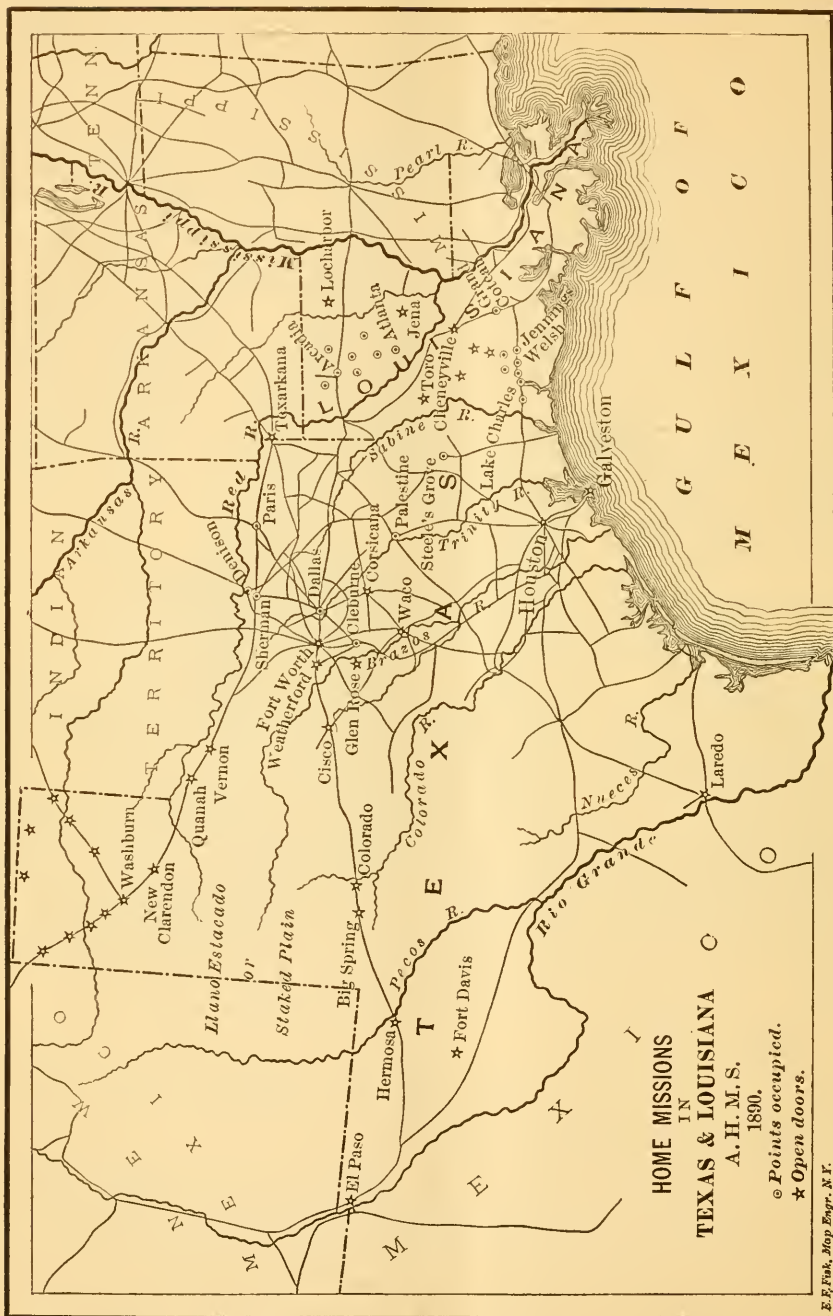 HOME MISSIONS
IN
TEXAS & LOUISIANA
A. H. M. S.
1890.
⊙ Points occupied.
☆ Open doors.
E. F. Fisk, Map Engr. N. Y.
NEW MEXICO
MEXICO
TEXAS
INDIAN
TERRITORY
ARKANSAS
TENN
MISSISSIPPI
LOUISIANA
GULF OF
MEXICO
Llano Estacado
or
Staked Plain
El Paso
Hermosa
Fort Davis
Pecos R.
Rio Grande
Big Spring
Colorado
Colorado R.
Washburn
New
Clarendon
Quanah
Vernon
Cisco
Glen Rose
Weatherford
Fort Worth
Cleburne
Dallas
Sherman
Denison
Paris
Texarkana
Corsicana
Waco
Brazos R.
Palestine
Steele's Grove
Trinity R.
Sabine R.
Houston
Galveston
Nueces R.
Laredo
Red R.
Arkansas R.
Mississippi R.
Pearl R.
Locharbor
Arcadia
Atlanta
Jena
Toro
Cheneyville
Grand
Coteau
Lake Charles
Jennings
Welsh